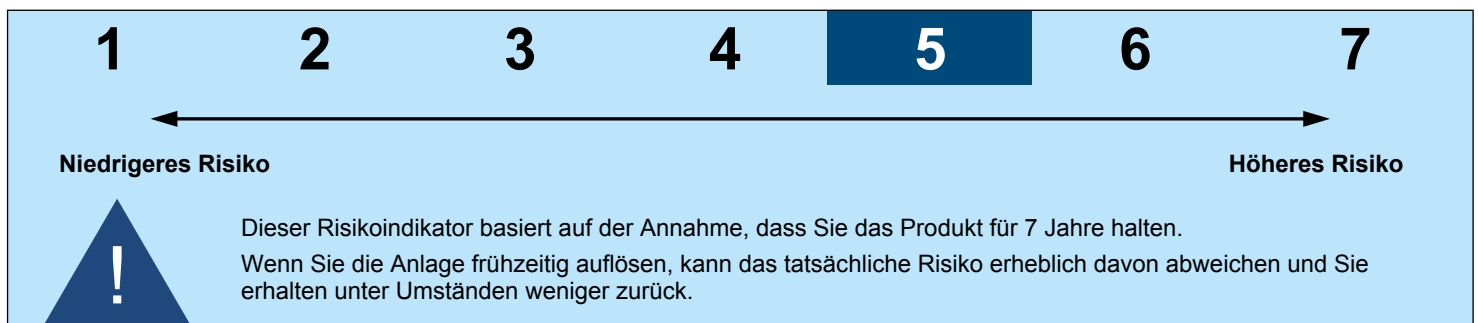 1 2 3 4 5 6 7
Niedrigeres Risiko Höheres Risiko
!
Dieser Risikoindikator basiert auf der Annahme, dass Sie das Produkt für 7 Jahre halten.
Wenn Sie die Anlage frühzeitig auflösen, kann das tatsächliche Risiko erheblich davon abweichen und Sie
erhalten unter Umständen weniger zurück.